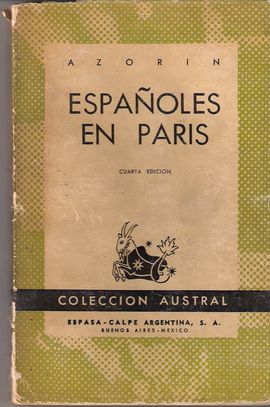 AZORIN
ESPAÑOLES
EN PARIS
CUARTA EDICION
COLECCION AUSTRAL
ESPASA-CALPE ARGENTINA, S. A.
BUENOS AIRES-MEXICO